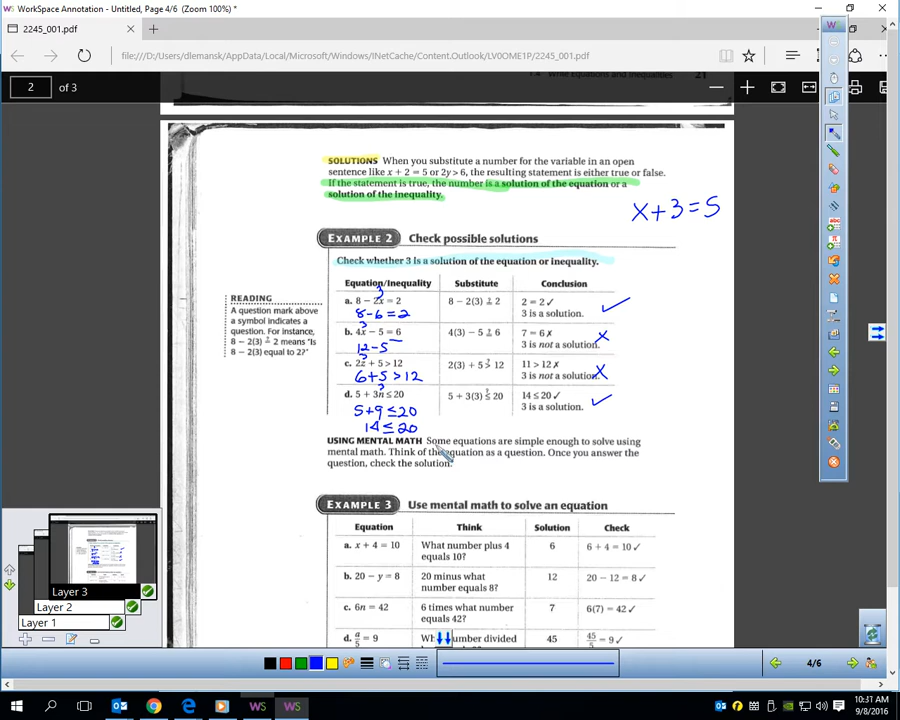 WorkSpace Annotation - Untitled, Page 4/6 (Zoom 100%) *
2245_001.pdf
file:///D:/Users/dlemansk/AppData/Local/Microsoft/Windows/INetCache/Content.Outlook/LV0OME1P/2245_001.pdf
2 of 3
1.4 Write Equations and Inequalities 21
SOLUTIONS When you substitute a number for the variable in an open
sentence like x + 2 = 5 or 2y > 6, the resulting statement is either true or false.
If the statement is true, the number is a solution of the equation or a
solution of the inequality.
x+3=5
EXAMPLE 2 Check possible solutions
Check whether 3 is a solution of the equation or inequality.
Equation/Inequality Substitute Conclusion
3
a. 8 − 2x = 2 8 − 2(3) ≟ 2 2 = 2 ✓
8-6=2 3 is a solution. ✓
3
b. 4x − 5 = 6 4(3) − 5 ≟ 6 7 = 6 ✗
12-5 3 is not a solution. X
3
c. 2z + 5 > 12 2(3) + 5 >? 12 11 > 12 ✗
6+5 >12 3 is not a solution. X
3
d. 5 + 3n ≤ 20 5 + 3(3) ≤? 20 14 ≤ 20 ✓
5+9 ≤20 3 is a solution. ✓
14 ≤ 20
READING
A question mark above
a symbol indicates a
question. For instance,
8 − 2(3) ≟ 2 means "Is
8 − 2(3) equal to 2?"
USING MENTAL MATH Some equations are simple enough to solve using
mental math. Think of the equation as a question. Once you answer the
question, check the solution.
EXAMPLE 3 Use mental math to solve an equation
Equation Think Solution Check
a. x + 4 = 10 What number plus 4 6 6 + 4 = 10 ✓
equals 10?
b. 20 − y = 8 20 minus what 12 20 − 12 = 8 ✓
number equals 8?
c. 6n = 42 6 times what number 7 6(7) = 42 ✓
equals 42?
d. a/5 = 9 number divided 45 45/5 = 9 ✓
Layer 3
Layer 2
Layer 1
4/6
10:31 AM
9/8/2016